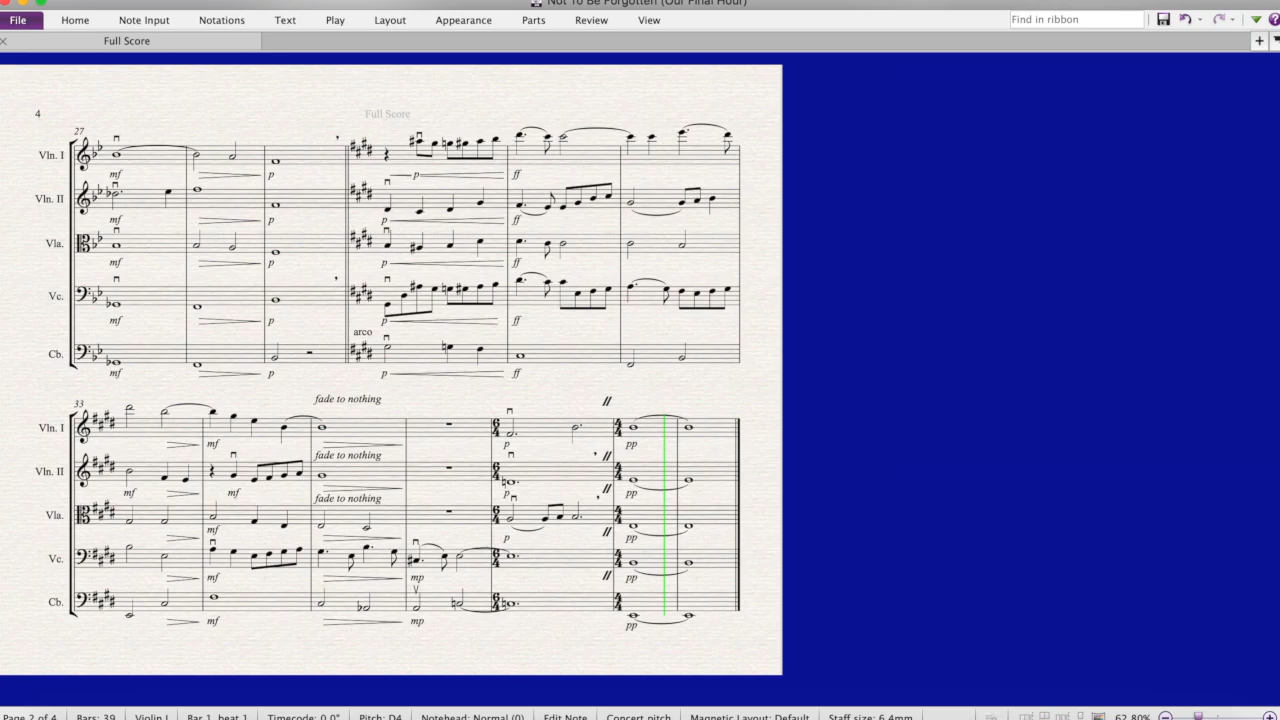 Not To Be Forgotten (Our Final Hour)
File Home Note Input Notations Text Play Layout Appearance Parts Review View Find in ribbon
Full Score
4
Full Score
27
Vln. I
mf p p ff
Vln. II
mf p p ff
Vla.
mf p p ff
Vc.
mf p p ff
arco
Cb.
mf p p ff
33
fade to nothing
Vln. I
mf p pp
fade to nothing
Vln. II
mf mf p pp
fade to nothing
Vla.
mf p pp
Vc.
mf mp pp
Cb.
mf mp pp
6 4 4 4
Page 2 of 4 Bars: 39 Violin I Bar 1, beat 1 Timecode: 0.0" Pitch: D4 Notehead: Normal (0) Edit Note Concert pitch Magnetic Layout: Default Staff size: 6.4mm 62.80%